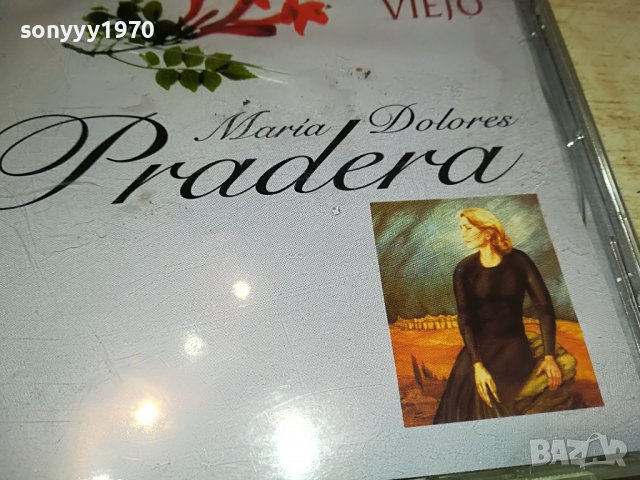 sonyyy1970
VIEJO
María Dolores
Pradera
BAZAR